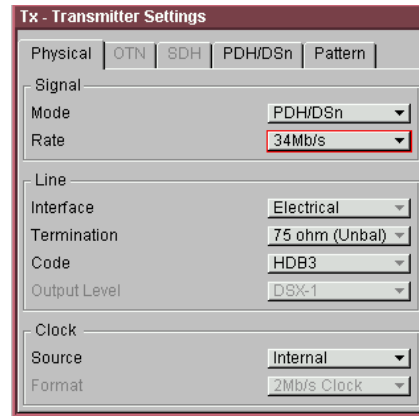 Tx - Transmitter Settings
Physical OTN SDH PDH/DSn Pattern
Signal
Mode PDH/DSn
Rate 34Mb/s
Line
Interface Electrical
Termination 75 ohm (Unbal)
Code HDB3
Output Level DSX-1
Clock
Source Internal
Format 2Mb/s Clock